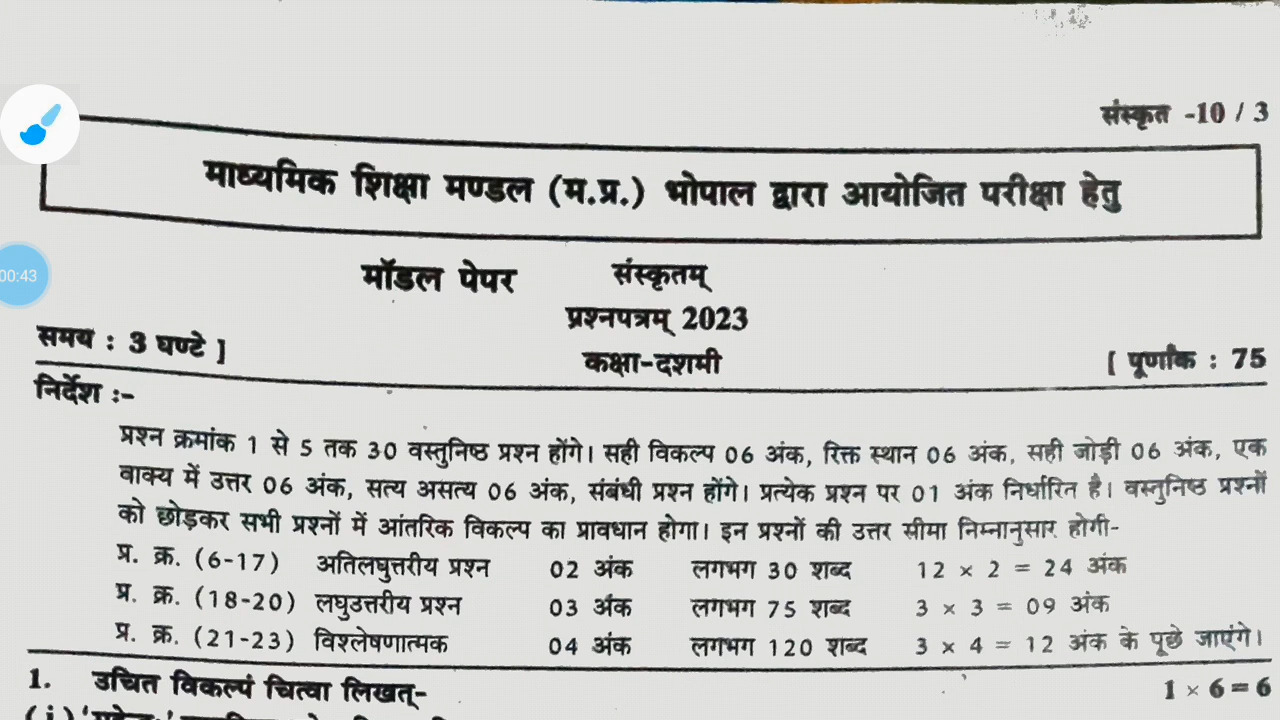 संस्कृत -10 / 3
माध्यमिक शिक्षा मण्डल (म.प्र.) भोपाल द्वारा आयोजित परीक्षा हेतु
00:43
मॉडल पेपर संस्कृतम्
प्रश्नपत्रम् 2023
समय : 3 घण्टे ] कक्षा-दशमी [ पूर्णांक : 75
निर्देश :-
प्रश्न क्रमांक 1 से 5 तक 30 वस्तुनिष्ठ प्रश्न होंगे। सही विकल्प 06 अंक, रिक्त स्थान 06 अंक, सही जोड़ी 06 अंक, एक
वाक्य में उत्तर 06 अंक, सत्य असत्य 06 अंक, संबंधी प्रश्न होंगे। प्रत्येक प्रश्न पर 01 अंक निर्धारित है। वस्तुनिष्ठ प्रश्नों
को छोड़कर सभी प्रश्नों में आंतरिक विकल्प का प्रावधान होगा। इन प्रश्नों की उत्तर सीमा निम्नानुसार होगी-
प्र. क्र. (6-17) अतिलघुत्तरीय प्रश्न 02 अंक लगभग 30 शब्द 12 × 2 = 24 अंक
प्र. क्र. (18-20) लघुउत्तरीय प्रश्न 03 अंक लगभग 75 शब्द 3 × 3 = 09 अंक
प्र. क्र. (21-23) विश्लेषणात्मक 04 अंक लगभग 120 शब्द 3 × 4 = 12 अंक के पूछे जाएंगे।
1. उचित विकल्पं चित्वा लिखत्- 1 × 6 = 6
(i)